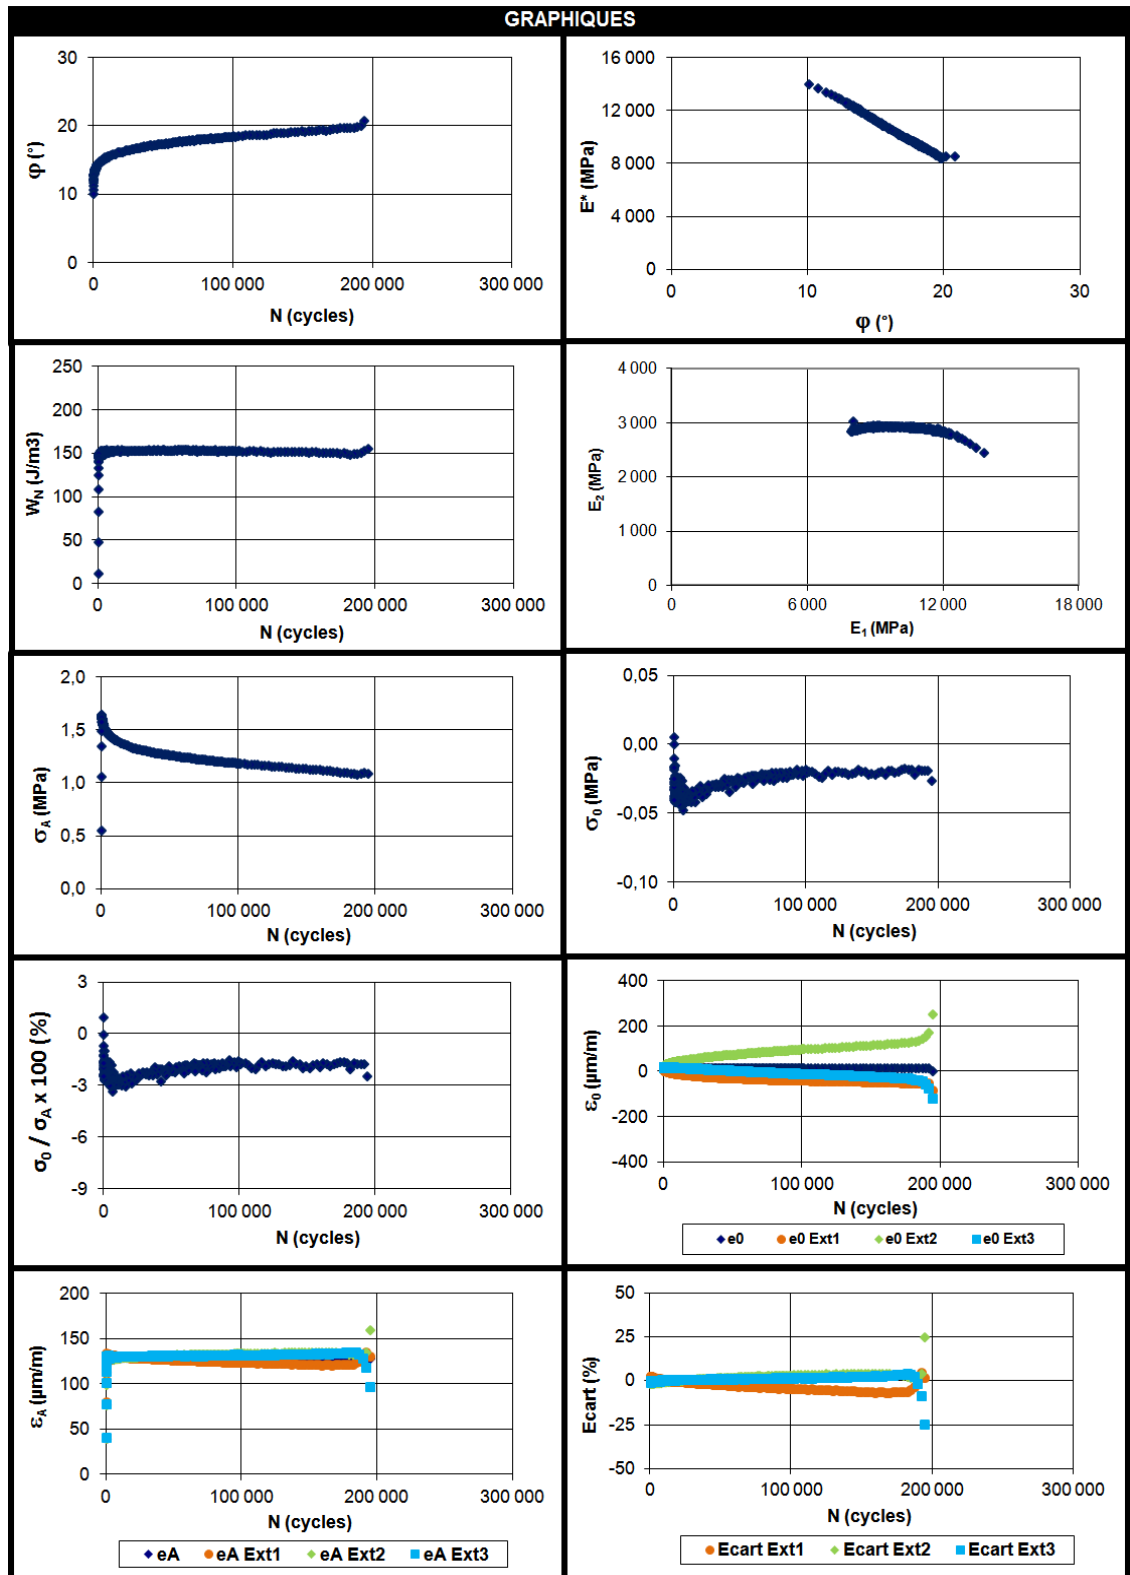 GRAPHIQUES
30
20
10
0
φ (°)
0 100 000 200 000 300 000
N (cycles)
16 000
12 000
8 000
4 000
0
E* (MPa)
0 10 20 30
φ (°)
250
200
150
100
50
0
W_N (J/m3)
0 100 000 200 000 300 000
N (cycles)
4 000
3 000
2 000
1 000
0
E₂ (MPa)
0 6 000 12 000 18 000
E₁ (MPa)
2,0
1,5
1,0
0,5
0,0
σ_A (MPa)
0 100 000 200 000 300 000
N (cycles)
0,05
0,00
-0,05
-0,10
σ₀ (MPa)
0 100 000 200 000 300 000
N (cycles)
3
0
-3
-6
-9
σ₀ / σ_A x 100 (%)
0 100 000 200 000 300 000
N (cycles)
400
200
0
-200
-400
ε₀ (µm/m)
0 100 000 200 000 300 000
N (cycles)
e0 e0 Ext1 e0 Ext2 e0 Ext3
200
150
100
50
0
ε_A (µm/m)
0 100 000 200 000 300 000
N (cycles)
eA eA Ext1 eA Ext2 eA Ext3
50
25
0
-25
-50
Ecart (%)
0 100 000 200 000 300 000
N (cycles)
Ecart Ext1 Ecart Ext2 Ecart Ext3